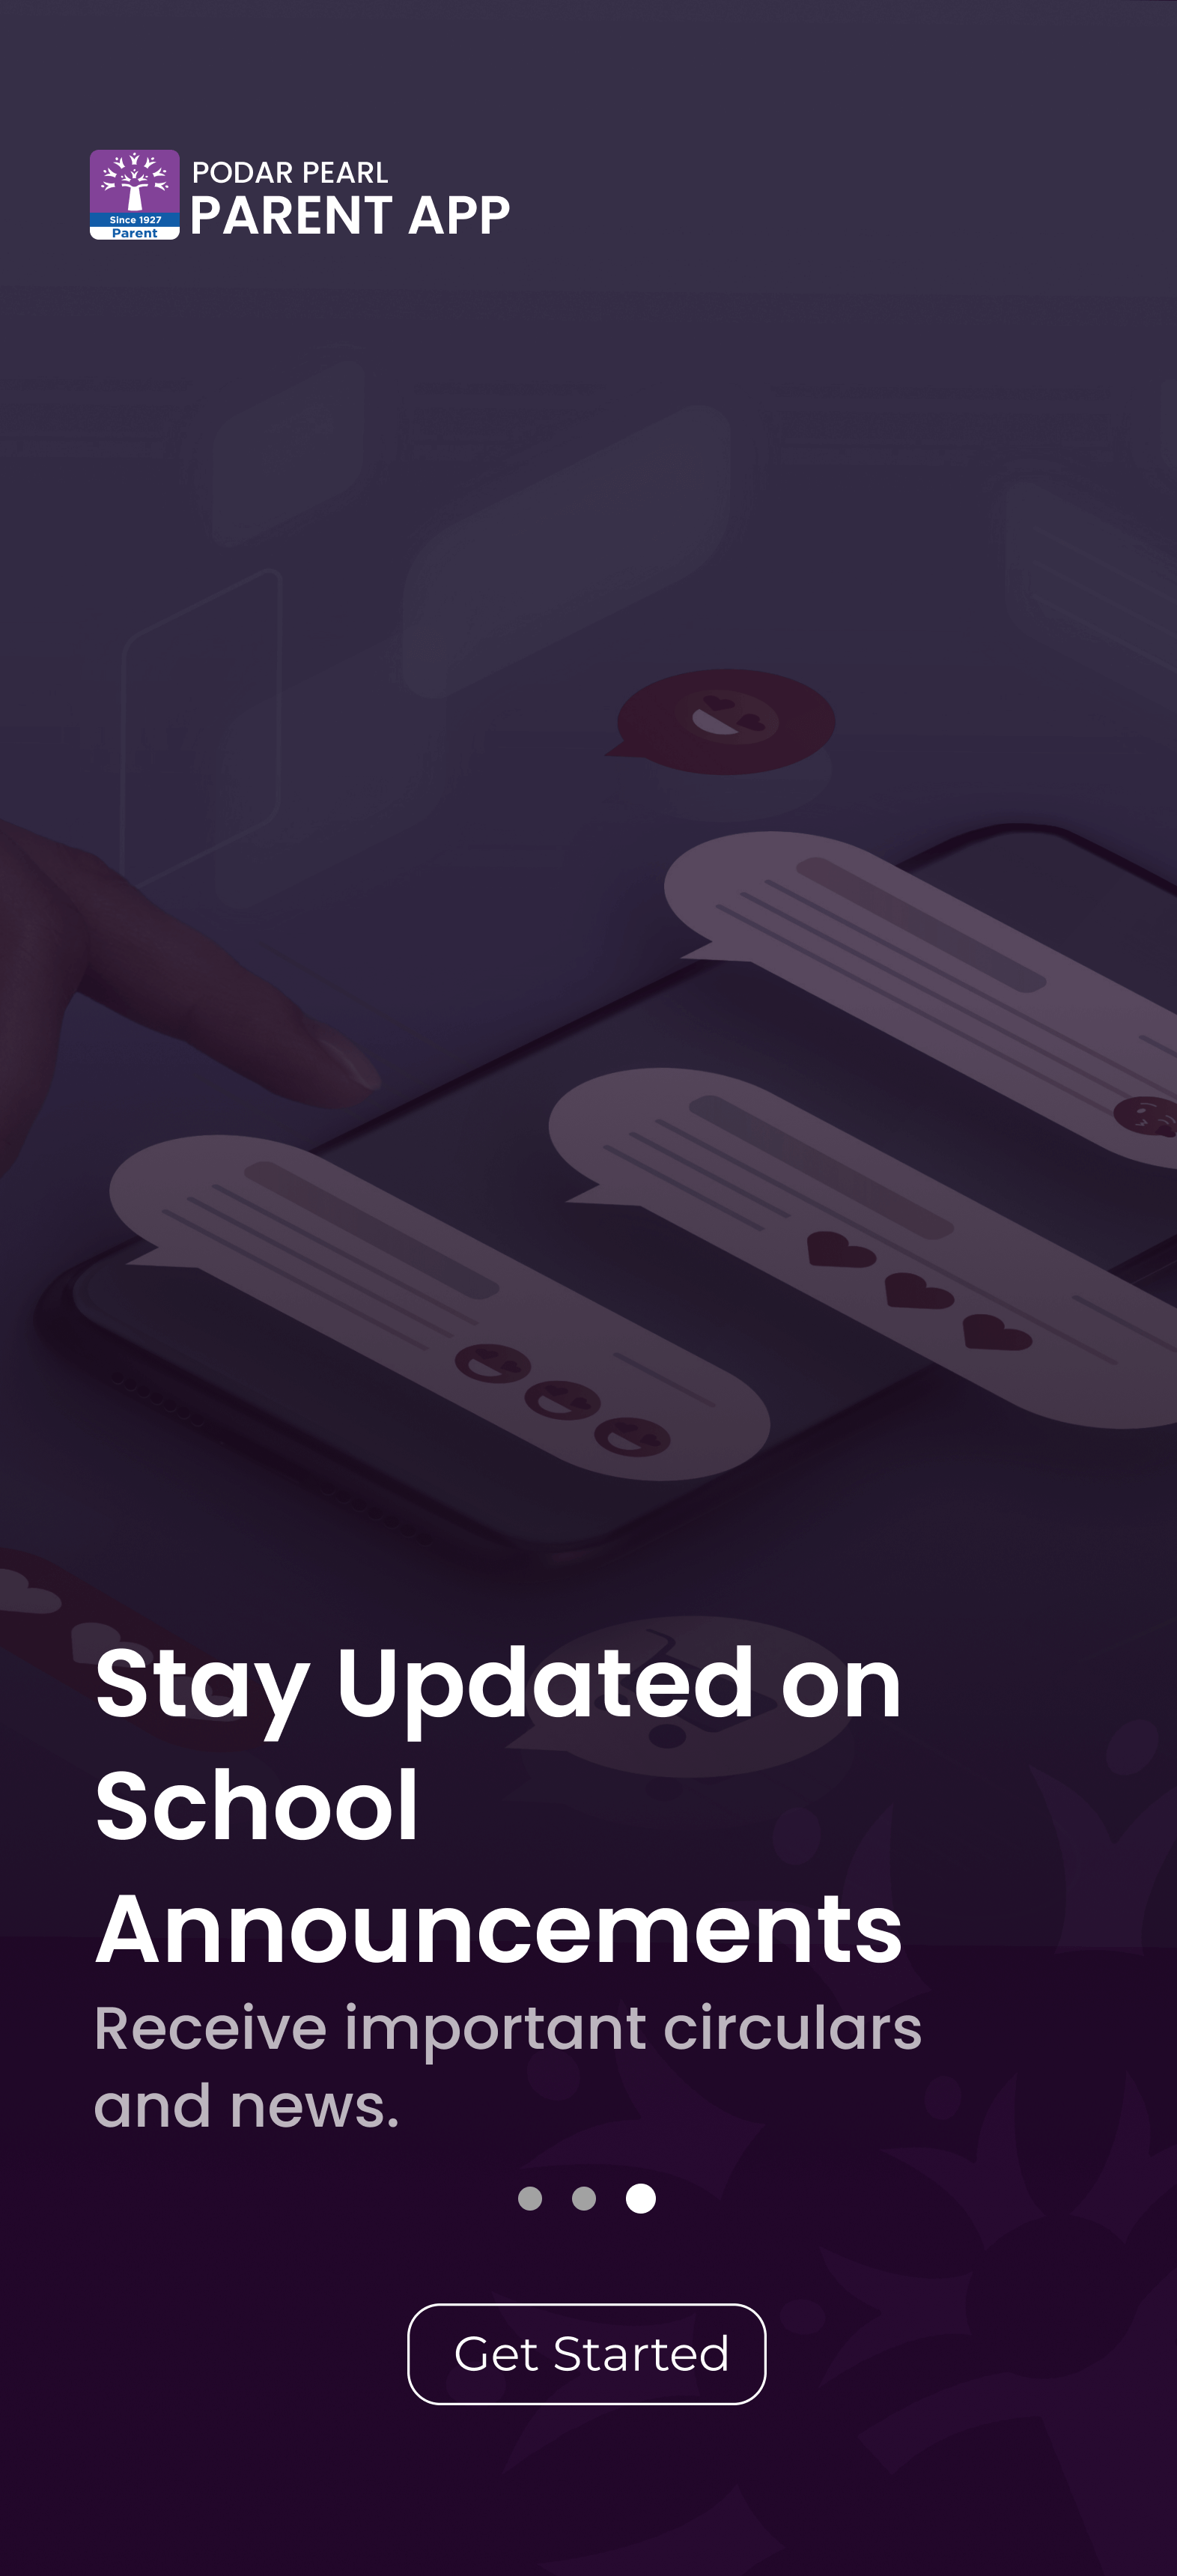 PODAR PEARL
PARENT APP
Since 1927
Parent
Stay Updated on
School
Announcements
Receive important circulars
and news.
Get Started